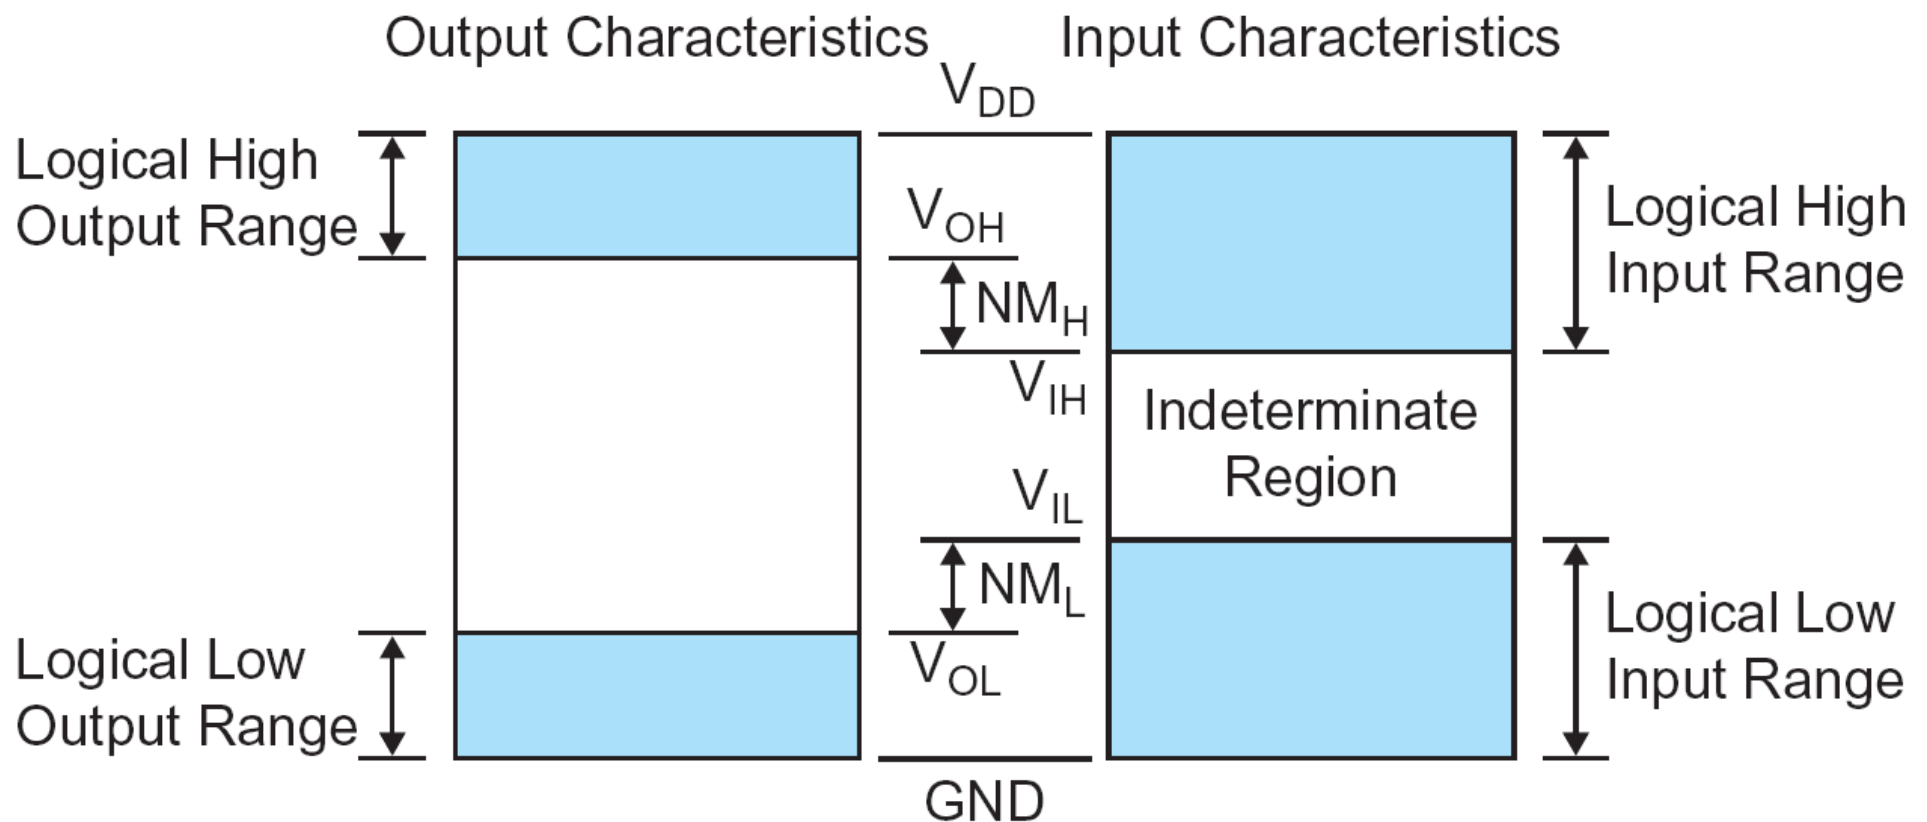 Output Characteristics
Input Characteristics
VDD
Logical High
Output Range
VOH
NMH
VIH
Logical High
Input Range
Indeterminate
Region
VIL
NML
VOL
Logical Low
Output Range
Logical Low
Input Range
GND